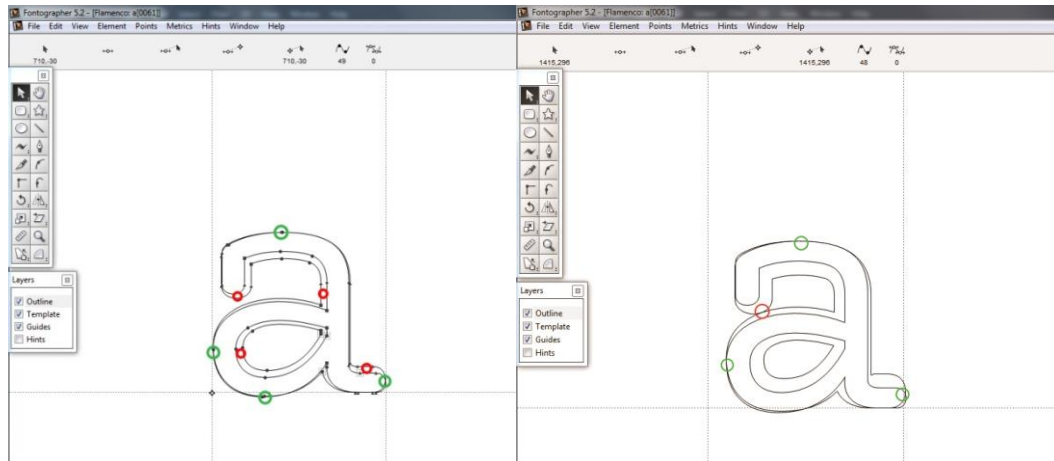 Fontographer 5.2 - [Flamenco: a[0061]]
File Edit View Element Points Metrics Hints Window Help
710,-30 710,-30 49 0
Layers
Outline
Template
Guides
Hints
Fontographer 5.2 - [Flamenco: a[0061]]
File Edit View Element Points Metrics Hints Window Help
1415,296 1415,296 48 0
Layers
Outline
Template
Guides
Hints
a
a